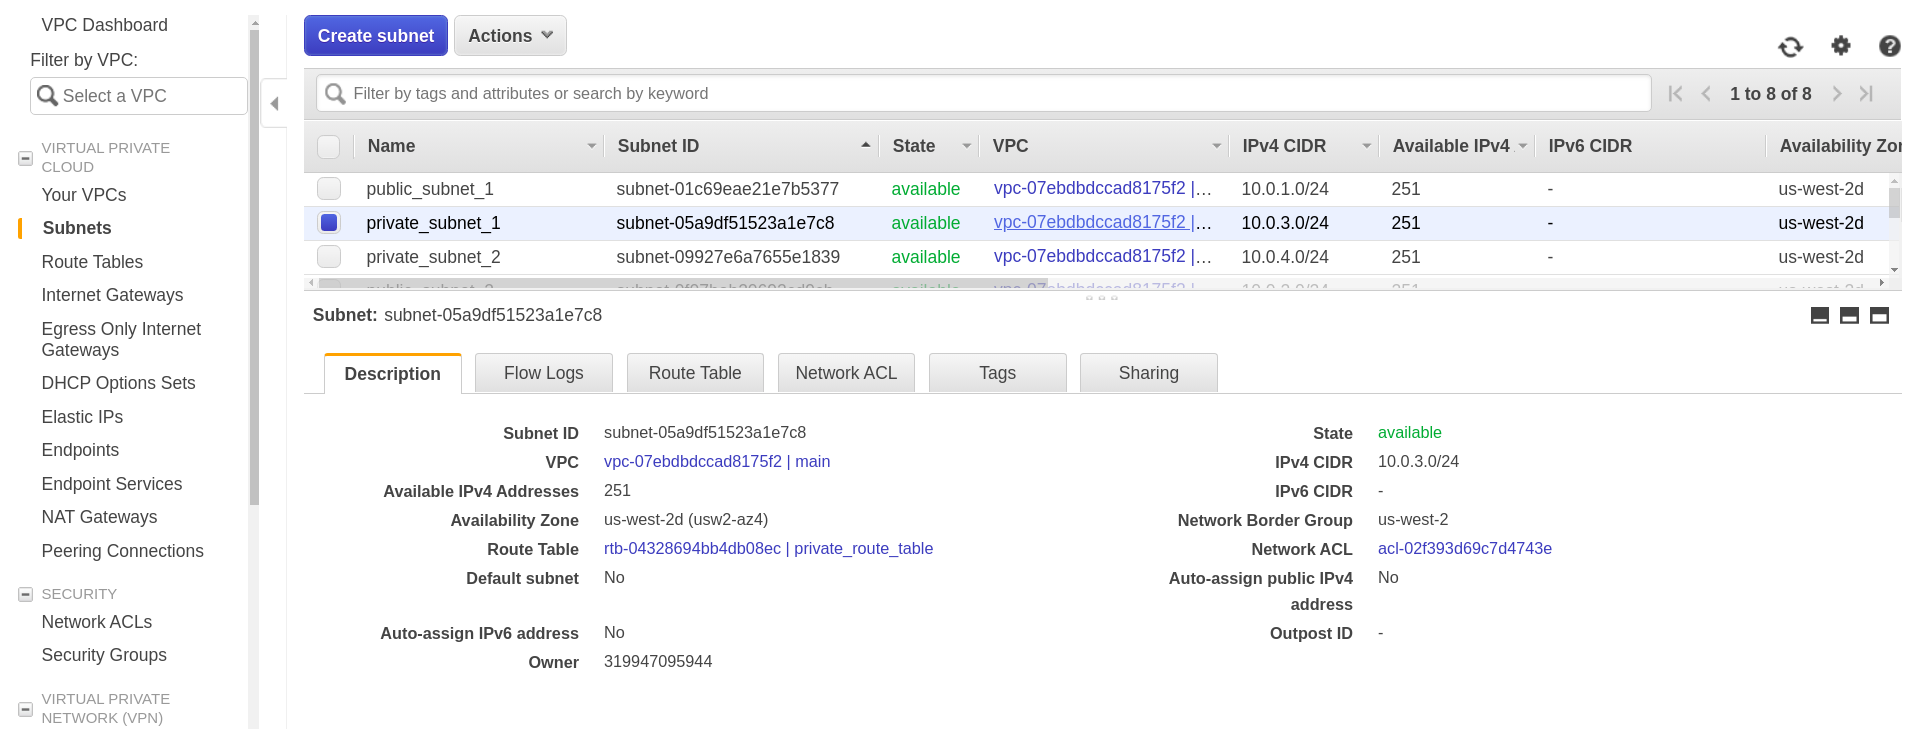 VPC Dashboard
Filter by VPC:
Select a VPC
VIRTUAL PRIVATE
CLOUD
Your VPCs
Subnets
Route Tables
Internet Gateways
Egress Only Internet
Gateways
DHCP Options Sets
Elastic IPs
Endpoints
Endpoint Services
NAT Gateways
Peering Connections
SECURITY
Network ACLs
Security Groups
VIRTUAL PRIVATE
NETWORK (VPN)
Create subnet Actions
Filter by tags and attributes or search by keyword 1 to 8 of 8
Name Subnet ID State VPC IPv4 CIDR Available IPv4 IPv6 CIDR Availability Zon
public_subnet_1 subnet-01c69eae21e7b5377 available vpc-07ebdbdccad8175f2 |... 10.0.1.0/24 251 - us-west-2d
private_subnet_1 subnet-05a9df51523a1e7c8 available vpc-07ebdbdccad8175f2 |... 10.0.3.0/24 251 - us-west-2d
private_subnet_2 subnet-09927e6a7655e1839 available vpc-07ebdbdccad8175f2 |... 10.0.4.0/24 251 - us-west-2d
Subnet: subnet-05a9df51523a1e7c8
Description Flow Logs Route Table Network ACL Tags Sharing
Subnet ID subnet-05a9df51523a1e7c8 State available
VPC vpc-07ebdbdccad8175f2 | main IPv4 CIDR 10.0.3.0/24
Available IPv4 Addresses 251 IPv6 CIDR -
Availability Zone us-west-2d (usw2-az4) Network Border Group us-west-2
Route Table rtb-04328694bb4db08ec | private_route_table Network ACL acl-02f393d69c7d4743e
Default subnet No Auto-assign public IPv4 No
address
Auto-assign IPv6 address No Outpost ID -
Owner 319947095944